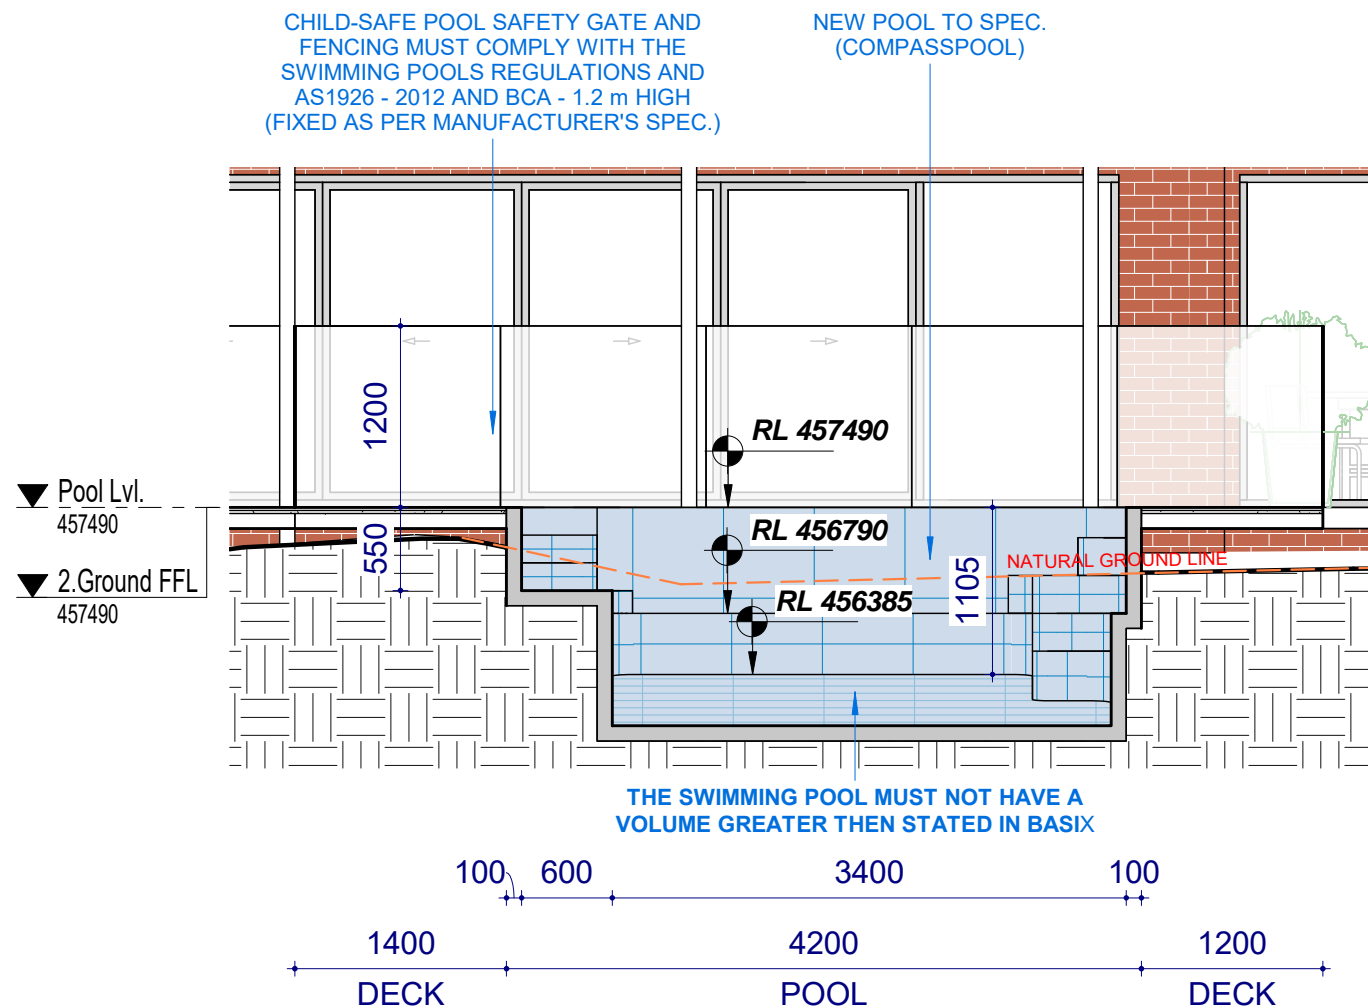 CHILD-SAFE POOL SAFETY GATE AND
FENCING MUST COMPLY WITH THE
SWIMMING POOLS REGULATIONS AND
AS1926 - 2012 AND BCA - 1.2 m HIGH
(FIXED AS PER MANUFACTURER'S SPEC.)
NEW POOL TO SPEC.
(COMPASSPOOL)
1200
RL 457490
Pool Lvl.
457490
550
RL 456790
NATURAL GROUND LINE
2.Ground FFL
457490
RL 456385
1105
THE SWIMMING POOL MUST NOT HAVE A
VOLUME GREATER THEN STATED IN BASIX
100 600 3400 100
1400 4200 1200
DECK POOL DECK